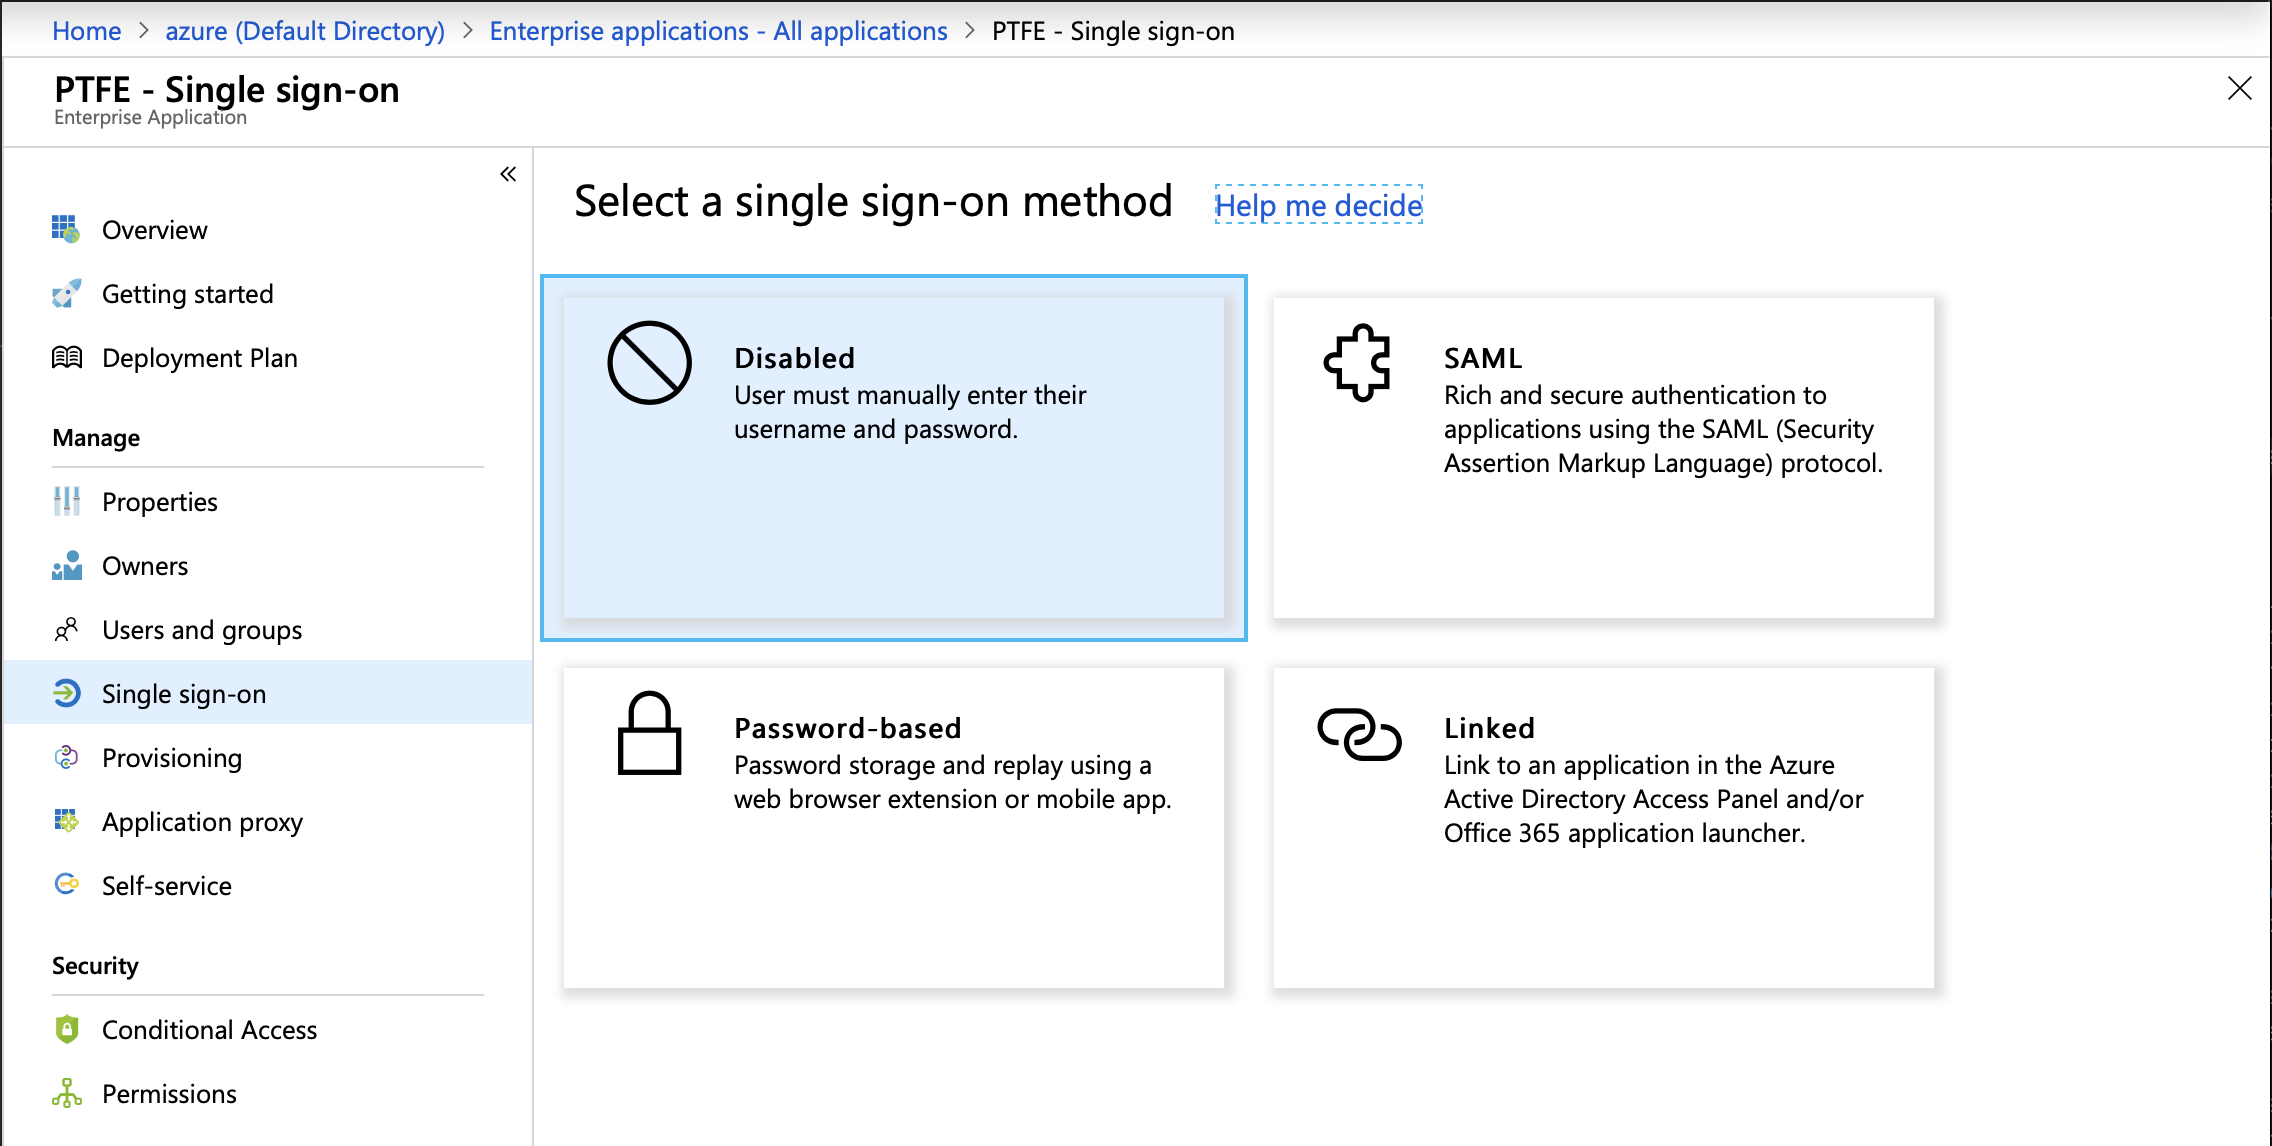 Home > azure (Default Directory) > Enterprise applications - All applications > PTFE - Single sign-on
PTFE - Single sign-on
Enterprise Application
«
Overview
Getting started
Deployment Plan
Manage
Properties
Owners
Users and groups
Single sign-on
Provisioning
Application proxy
Self-service
Security
Conditional Access
Permissions
Select a single sign-on method Help me decide
Disabled
User must manually enter their
username and password.
SAML
Rich and secure authentication to
applications using the SAML (Security
Assertion Markup Language) protocol.
Password-based
Password storage and replay using a
web browser extension or mobile app.
Linked
Link to an application in the Azure
Active Directory Access Panel and/or
Office 365 application launcher.